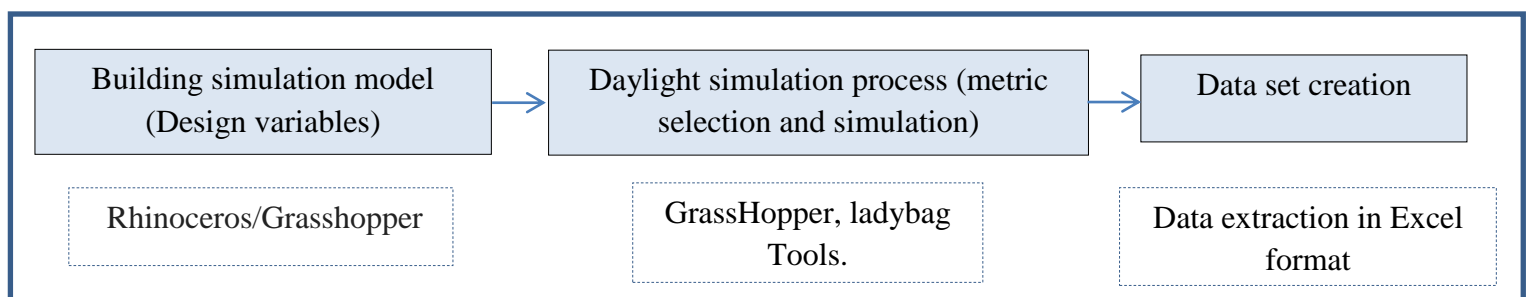 Building simulation model
(Design variables)
Daylight simulation process (metric
selection and simulation)
Data set creation
Rhinoceros/Grasshopper
GrassHopper, ladybag
Tools.
Data extraction in Excel
format